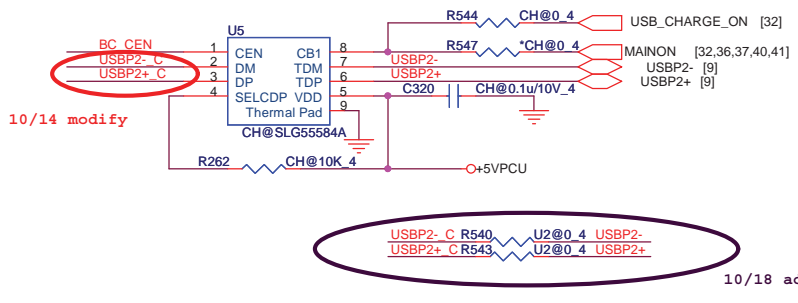 R544 CH@0_4 USB_CHARGE_ON [32]
U5
BC_CEN 1 CEN CB1 8 R547 *CH@0_4 MAINON [32,36,37,40,41]
USBP2-_C 2 DM TDM 7 USBP2- USBP2- [9]
USBP2+_C 3 DP TDP 6 USBP2+ USBP2+ [9]
4 SELCDP VDD 5 C320 CH@0.1u/10V_4
Thermal Pad 9
10/14 modify
CH@SLG55584A
R262 CH@10K_4 +5VPCU
USBP2-_C R540 U2@0_4 USBP2-
USBP2+_C R543 U2@0_4 USBP2+
10/18